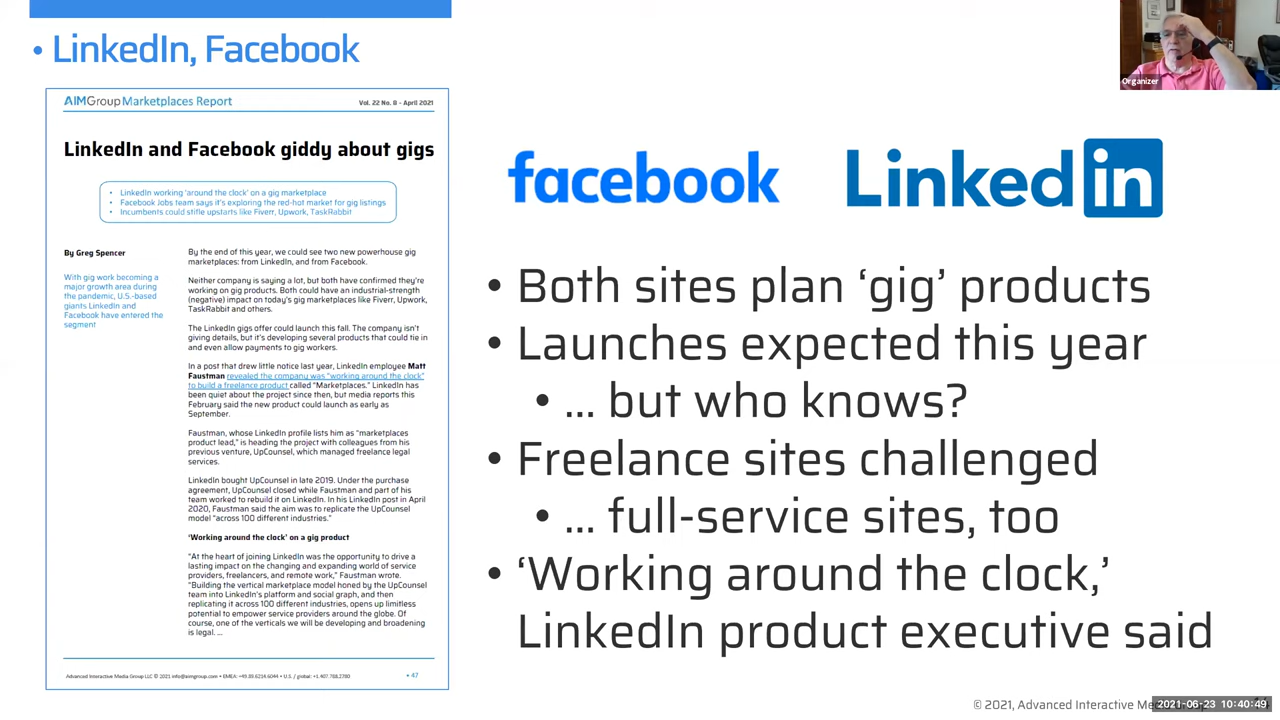 • LinkedIn, Facebook
Organizer
AIMGroup Marketplaces Report
Vol. 22 No. 8 - April 2021
LinkedIn and Facebook giddy about gigs
• LinkedIn working ‘around the clock’ on a gig marketplace
• Facebook Jobs team says it’s exploring the red-hot market for gig listings
• Incumbents could stifle upstarts like Fiverr, Upwork, TaskRabbit
By Greg Spencer
With gig work becoming a
major growth area during
the pandemic, U.S.-based
giants LinkedIn and
Facebook have entered the
segment
By the end of this year, we could see two new powerhouse gig
marketplaces: from LinkedIn, and from Facebook.
Neither company is saying a lot, but both have confirmed they’re
working on gig products. Both could have an industrial-strength
(negative) impact on today’s gig marketplaces like Fiverr, Upwork,
TaskRabbit and others.
The LinkedIn gigs offer could launch this fall. The company isn’t
giving details, but it’s developing several products that could tie in
and even allow payments to gig workers.
In a post that drew little notice last year, LinkedIn employee Matt
Faustman revealed the company was “working around the clock”
to build a freelance product called “Marketplaces.” LinkedIn has
been quiet about the project since then, but media reports this
February said the new product could launch as early as
September.
Faustman, whose LinkedIn profile lists him as “marketplaces
product lead,” is heading the project with colleagues from his
previous venture, UpCounsel, which managed freelance legal
services.
LinkedIn bought UpCounsel in late 2019. Under the purchase
agreement, UpCounsel closed while Faustman and part of his
team worked to rebuild it on LinkedIn. In his LinkedIn post in April
2020, Faustman said the aim was to replicate the UpCounsel
model “across 100 different industries.”
‘Working around the clock’ on a gig product
“At the heart of joining LinkedIn was the opportunity to drive a
lasting impact on the changing and expanding world of service
providers, freelancers, and remote work,” Faustman wrote.
“Building the vertical marketplace model honed by the UpCounsel
team into LinkedIn’s platform and social graph, and then
replicating it across 100 different industries, opens up limitless
potential to empower service providers around the globe. Of
course, one of the verticals we will be developing and broadening
is legal. ...
Advanced Interactive Media Group LLC © 2021 info@aimgroup.com • EMEA: +49.30.6214.6044 • U.S. / global: +1.407.788.2780
• 47
facebook
Linked in
• Both sites plan ‘gig’ products
• Launches expected this year
• ... but who knows?
• Freelance sites challenged
• ... full-service sites, too
• ‘Working around the clock,’
LinkedIn product executive said
© 2021, Advanced Interactive
2021-06-23 10:40:49